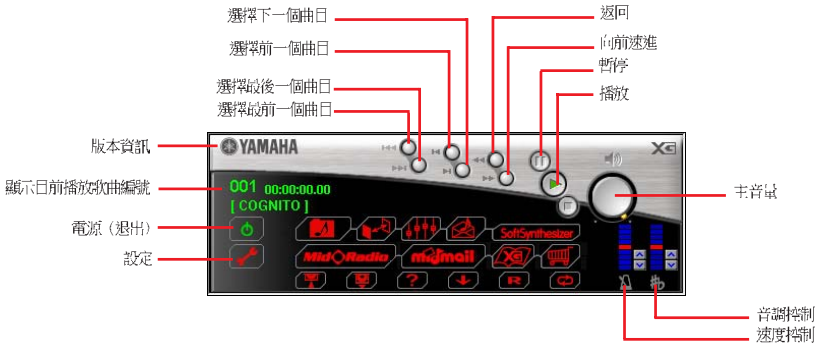 選擇下一個曲目
返回
選擇前一個曲目
向前速進
暫停
選擇最後一個曲目
播放
選擇最前一個曲目
版本資訊
YAMAHA
XG
顯示目前播放歌曲編號
001 00:00:00.00
主音量
[ COGNITO ]
電源（退出）
SoftSynthesizer
設定
MidRadio
midmail
XG
?
R
音調控制
速度控制